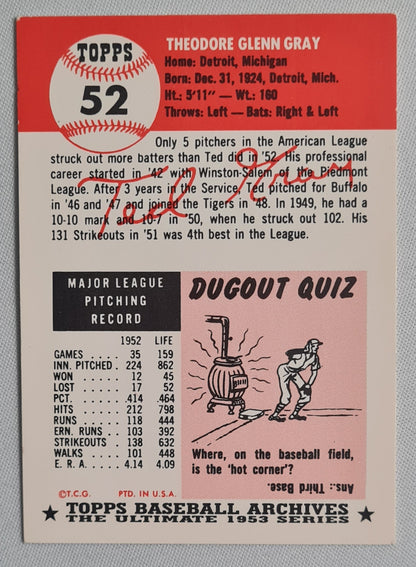 TOPPS
52
THEODORE GLENN GRAY
Home: Detroit, Michigan
Born: Dec. 31, 1924, Detroit, Mich.
Ht.: 5'11" — Wt.: 160
Throws: Left — Bats: Right & Left
Only 5 pitchers in the American League
struck out more batters than Ted did in '52. His professional
career started in '42 with Winston-Salem of the Piedmont
League. After 3 years in the Service, Ted pitched for Buffalo
in '46 and '47 and joined the Tigers in '48. In 1949, he had a
10-10 mark and 10-7 in '50, when he struck out 102. His
131 Strikeouts in '51 was 4th best in the League.
Ted Gray
MAJOR LEAGUE
PITCHING
RECORD
1952 LIFE
GAMES . . . . 35 159
INN. PITCHED . 224 862
WON . . . . . 12 45
LOST . . . . . 17 52
PCT. . . . . . .414 .464
HITS . . . . . 212 798
RUNS . . . . . 118 444
ERN. RUNS . . 103 392
STRIKEOUTS . . 138 632
WALKS . . . . 101 448
E. R. A. . . . . 4.14 4.09
©T.C.G. PTD. IN U.S.A.
DUGOUT QUIZ
Where, on the baseball field,
is the 'hot corner'?
Ans.: Third Base.
★ TOPPS BASEBALL ARCHIVES ★
THE ULTIMATE 1953 SERIES